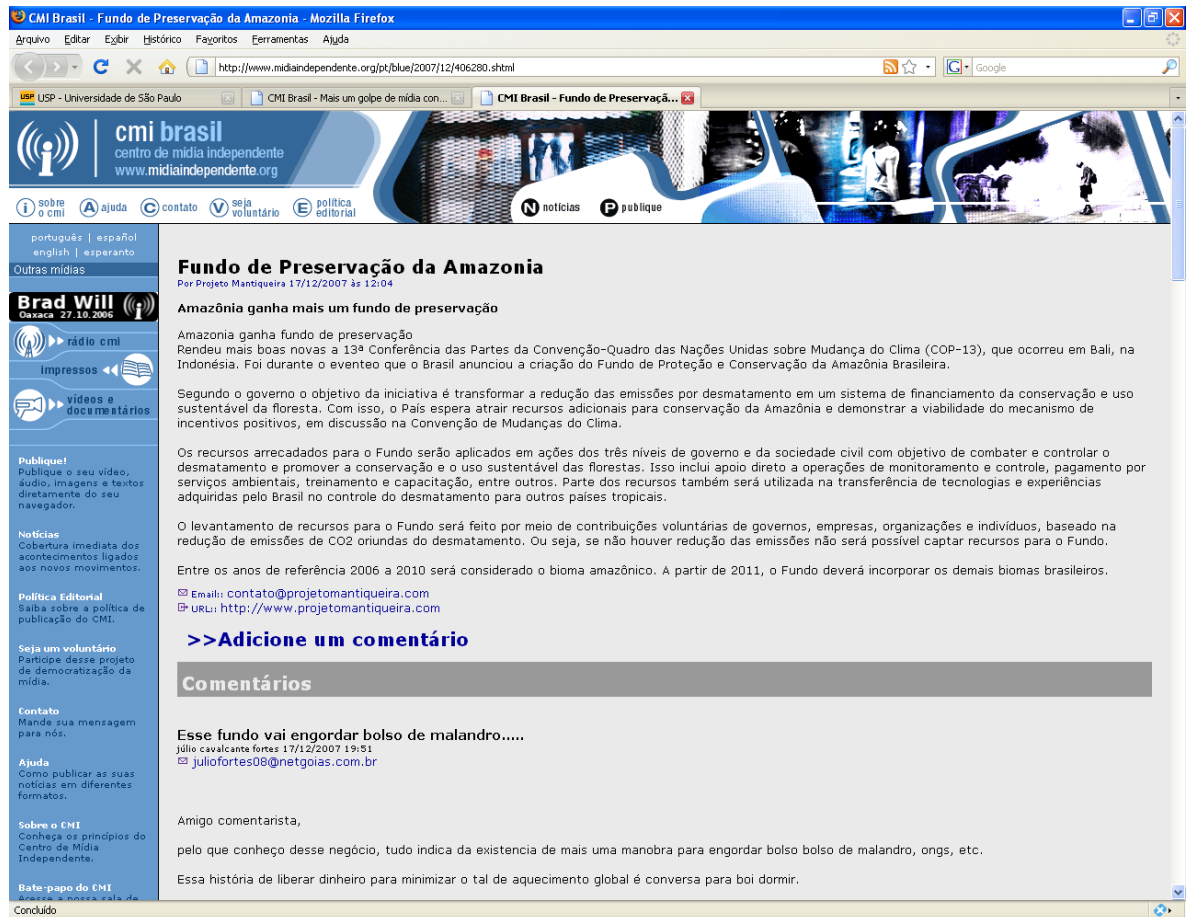 CMI Brasil - Fundo de Preservação da Amazonia - Mozilla Firefox
Arquivo Editar Exibir Histórico Favoritos Ferramentas Ajuda
http://www.midiaindependente.org/pt/blue/2007/12/406280.shtml
Google
USP USP - Universidade de São Paulo
CMI Brasil - Mais um golpe de mídia con...
CMI Brasil - Fundo de Preservaçã...
cmi brasil
centro de mídia independente
www.midiaindependente.org
i sobre o cmi
A ajuda
C contato
V seja voluntário
E política editorial
N notícias
P publique
português | español
english | esperanto
Outras mídias
Brad Will
Oaxaca 27.10.2006
rádio cmi
impressos
vídeos e
documentários
Publique!
Publique o seu vídeo,
áudio, imagens e textos
diretamente do seu
navegador.
Notícias
Cobertura imediata dos
acontecimentos ligados
aos novos movimentos.
Política Editorial
Saiba sobre a política de
publicação do CMI.
Seja um voluntário
Participe desse projeto
de democratização da
mídia.
Contato
Mande sua mensagem
para nós.
Ajuda
Como publicar as suas
notícias em diferentes
formatos.
Sobre o CMI
Conheça os princípios do
Centro de Mídia
Independente.
Bate-papo do CMI
Acesse a nossa sala de
Fundo de Preservação da Amazonia
Por Projeto Mantiqueira 17/12/2007 às 12:04
Amazônia ganha mais um fundo de preservação
Amazonia ganha fundo de preservação
Rendeu mais boas novas a 13ª Conferência das Partes da Convenção-Quadro das Nações Unidas sobre Mudança do Clima (COP-13), que ocorreu em Bali, na
Indonésia. Foi durante o eventeo que o Brasil anunciou a criação do Fundo de Proteção e Conservação da Amazônia Brasileira.
Segundo o governo o objetivo da iniciativa é transformar a redução das emissões por desmatamento em um sistema de financiamento da conservação e uso
sustentável da floresta. Com isso, o País espera atrair recursos adicionais para conservação da Amazônia e demonstrar a viabilidade do mecanismo de
incentivos positivos, em discussão na Convenção de Mudanças do Clima.
Os recursos arrecadados para o Fundo serão aplicados em ações dos três níveis de governo e da sociedade civil com objetivo de combater e controlar o
desmatamento e promover a conservação e o uso sustentável das florestas. Isso inclui apoio direto a operações de monitoramento e controle, pagamento por
serviços ambientais, treinamento e capacitação, entre outros. Parte dos recursos também será utilizada na transferência de tecnologias e experiências
adquiridas pelo Brasil no controle do desmatamento para outros países tropicais.
O levantamento de recursos para o Fundo será feito por meio de contribuições voluntárias de governos, empresas, organizações e indivíduos, baseado na
redução de emissões de CO2 oriundas do desmatamento. Ou seja, se não houver redução das emissões não será possível captar recursos para o Fundo.
Entre os anos de referência 2006 a 2010 será considerado o bioma amazônico. A partir de 2011, o Fundo deverá incorporar os demais biomas brasileiros.
Email:: contato@projetomantiqueira.com
URL:: http://www.projetomantiqueira.com
>>Adicione um comentário
Comentários
Esse fundo vai engordar bolso de malandro.....
júlio cavalcante fortes 17/12/2007 19:51
juliofortes08@netgoias.com.br
Amigo comentarista,
pelo que conheço desse negócio, tudo indica da existencia de mais uma manobra para engordar bolso bolso de malandro, ongs, etc.
Essa história de liberar dinheiro para minimizar o tal de aquecimento global é conversa para boi dormir.
Concluído